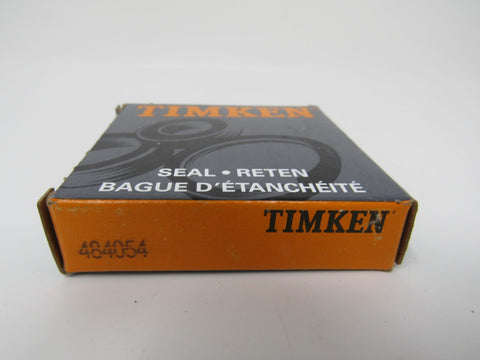 TIMKEN
SEAL • RETEN
BAGUE D'ÉTANCHÉITÉ
TIMKEN
484054